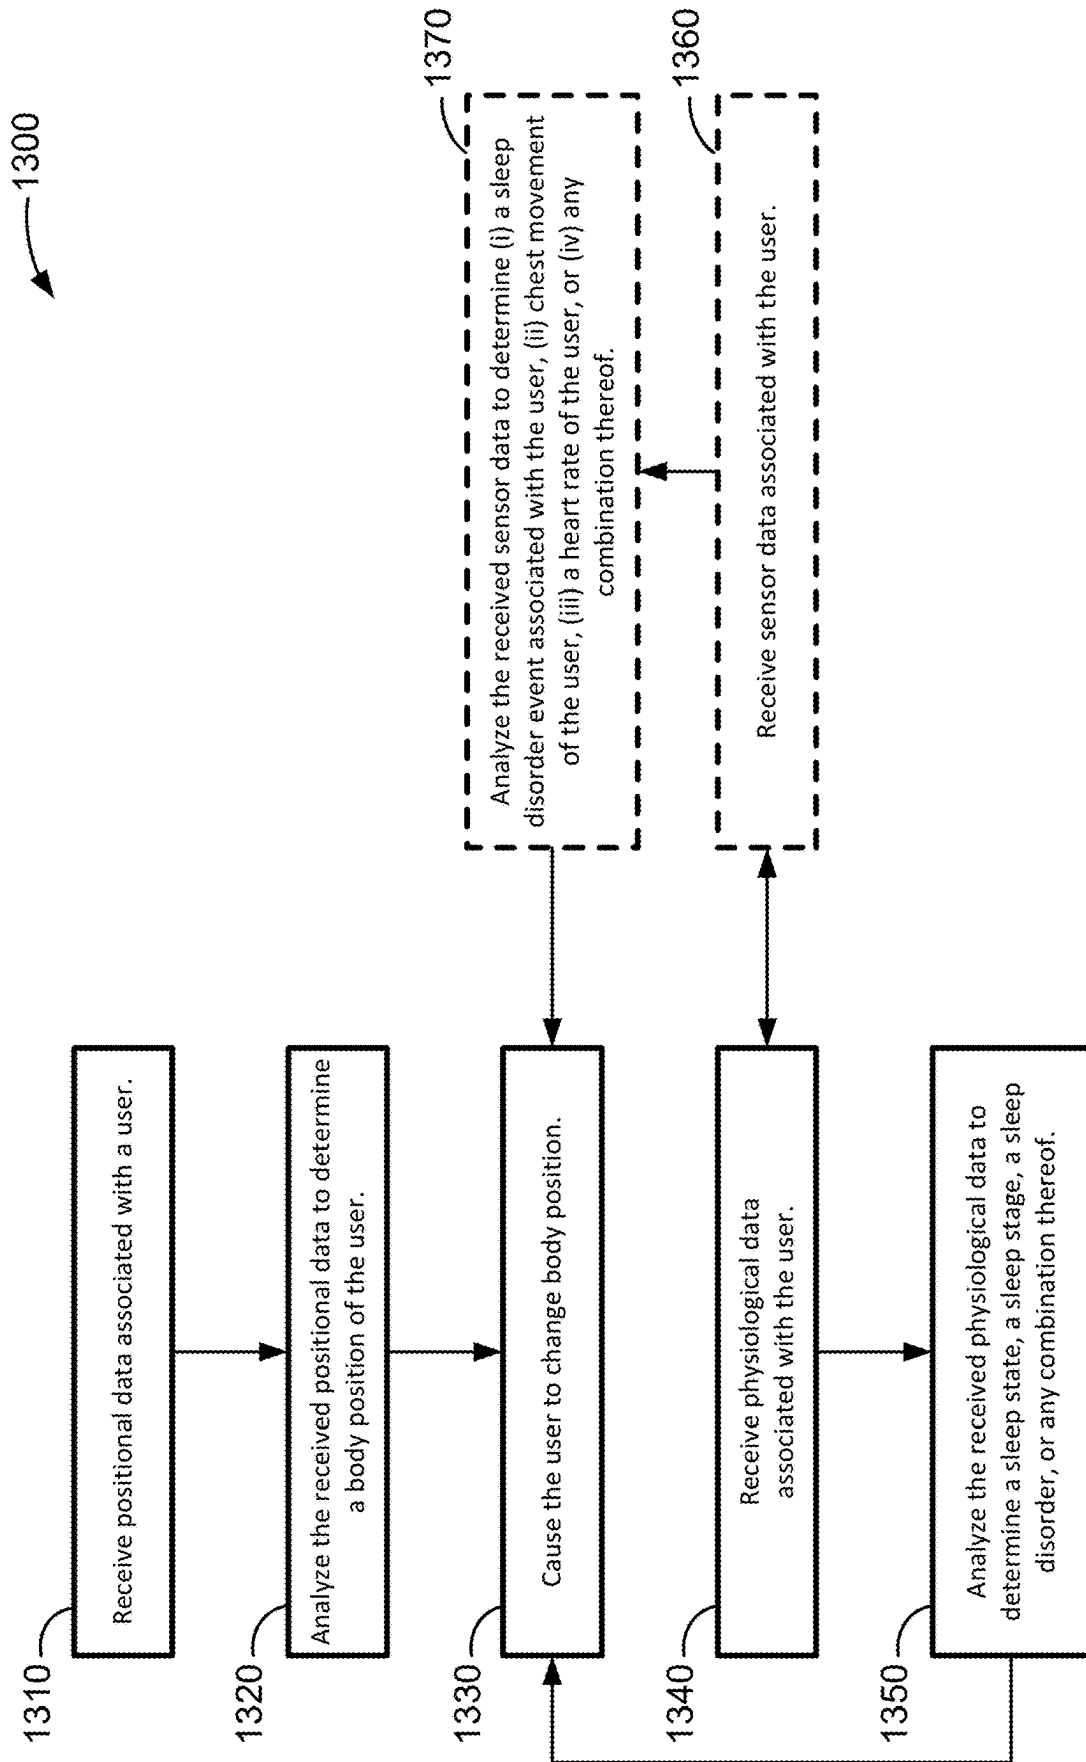 1300
1310
Receive positional data associated with a user.
1320
Analyze the received positional data to determine
a body position of the user.
1330
Cause the user to change body position.
1340
Receive physiological data
associated with the user.
1350
Analyze the received physiological data to
determine a sleep state, a sleep stage, a sleep
disorder, or any combination thereof.
1370
Analyze the received sensor data to determine (i) a sleep
disorder event associated with the user, (ii) chest movement
of the user, (iii) a heart rate of the user, or (iv) any
combination thereof.
1360
Receive sensor data associated with the user.